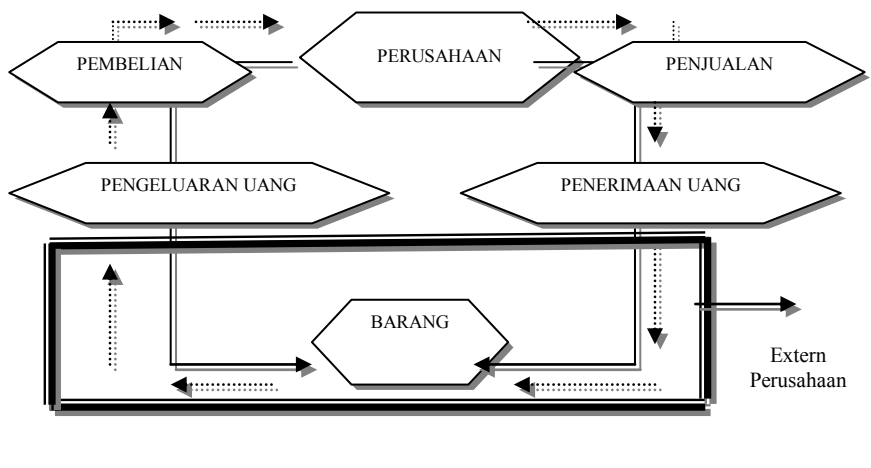 PERUSAHAAN
PEMBELIAN
PENJUALAN
PENGELUARAN UANG
PENERIMAAN UANG
BARANG
Extern
Perusahaan